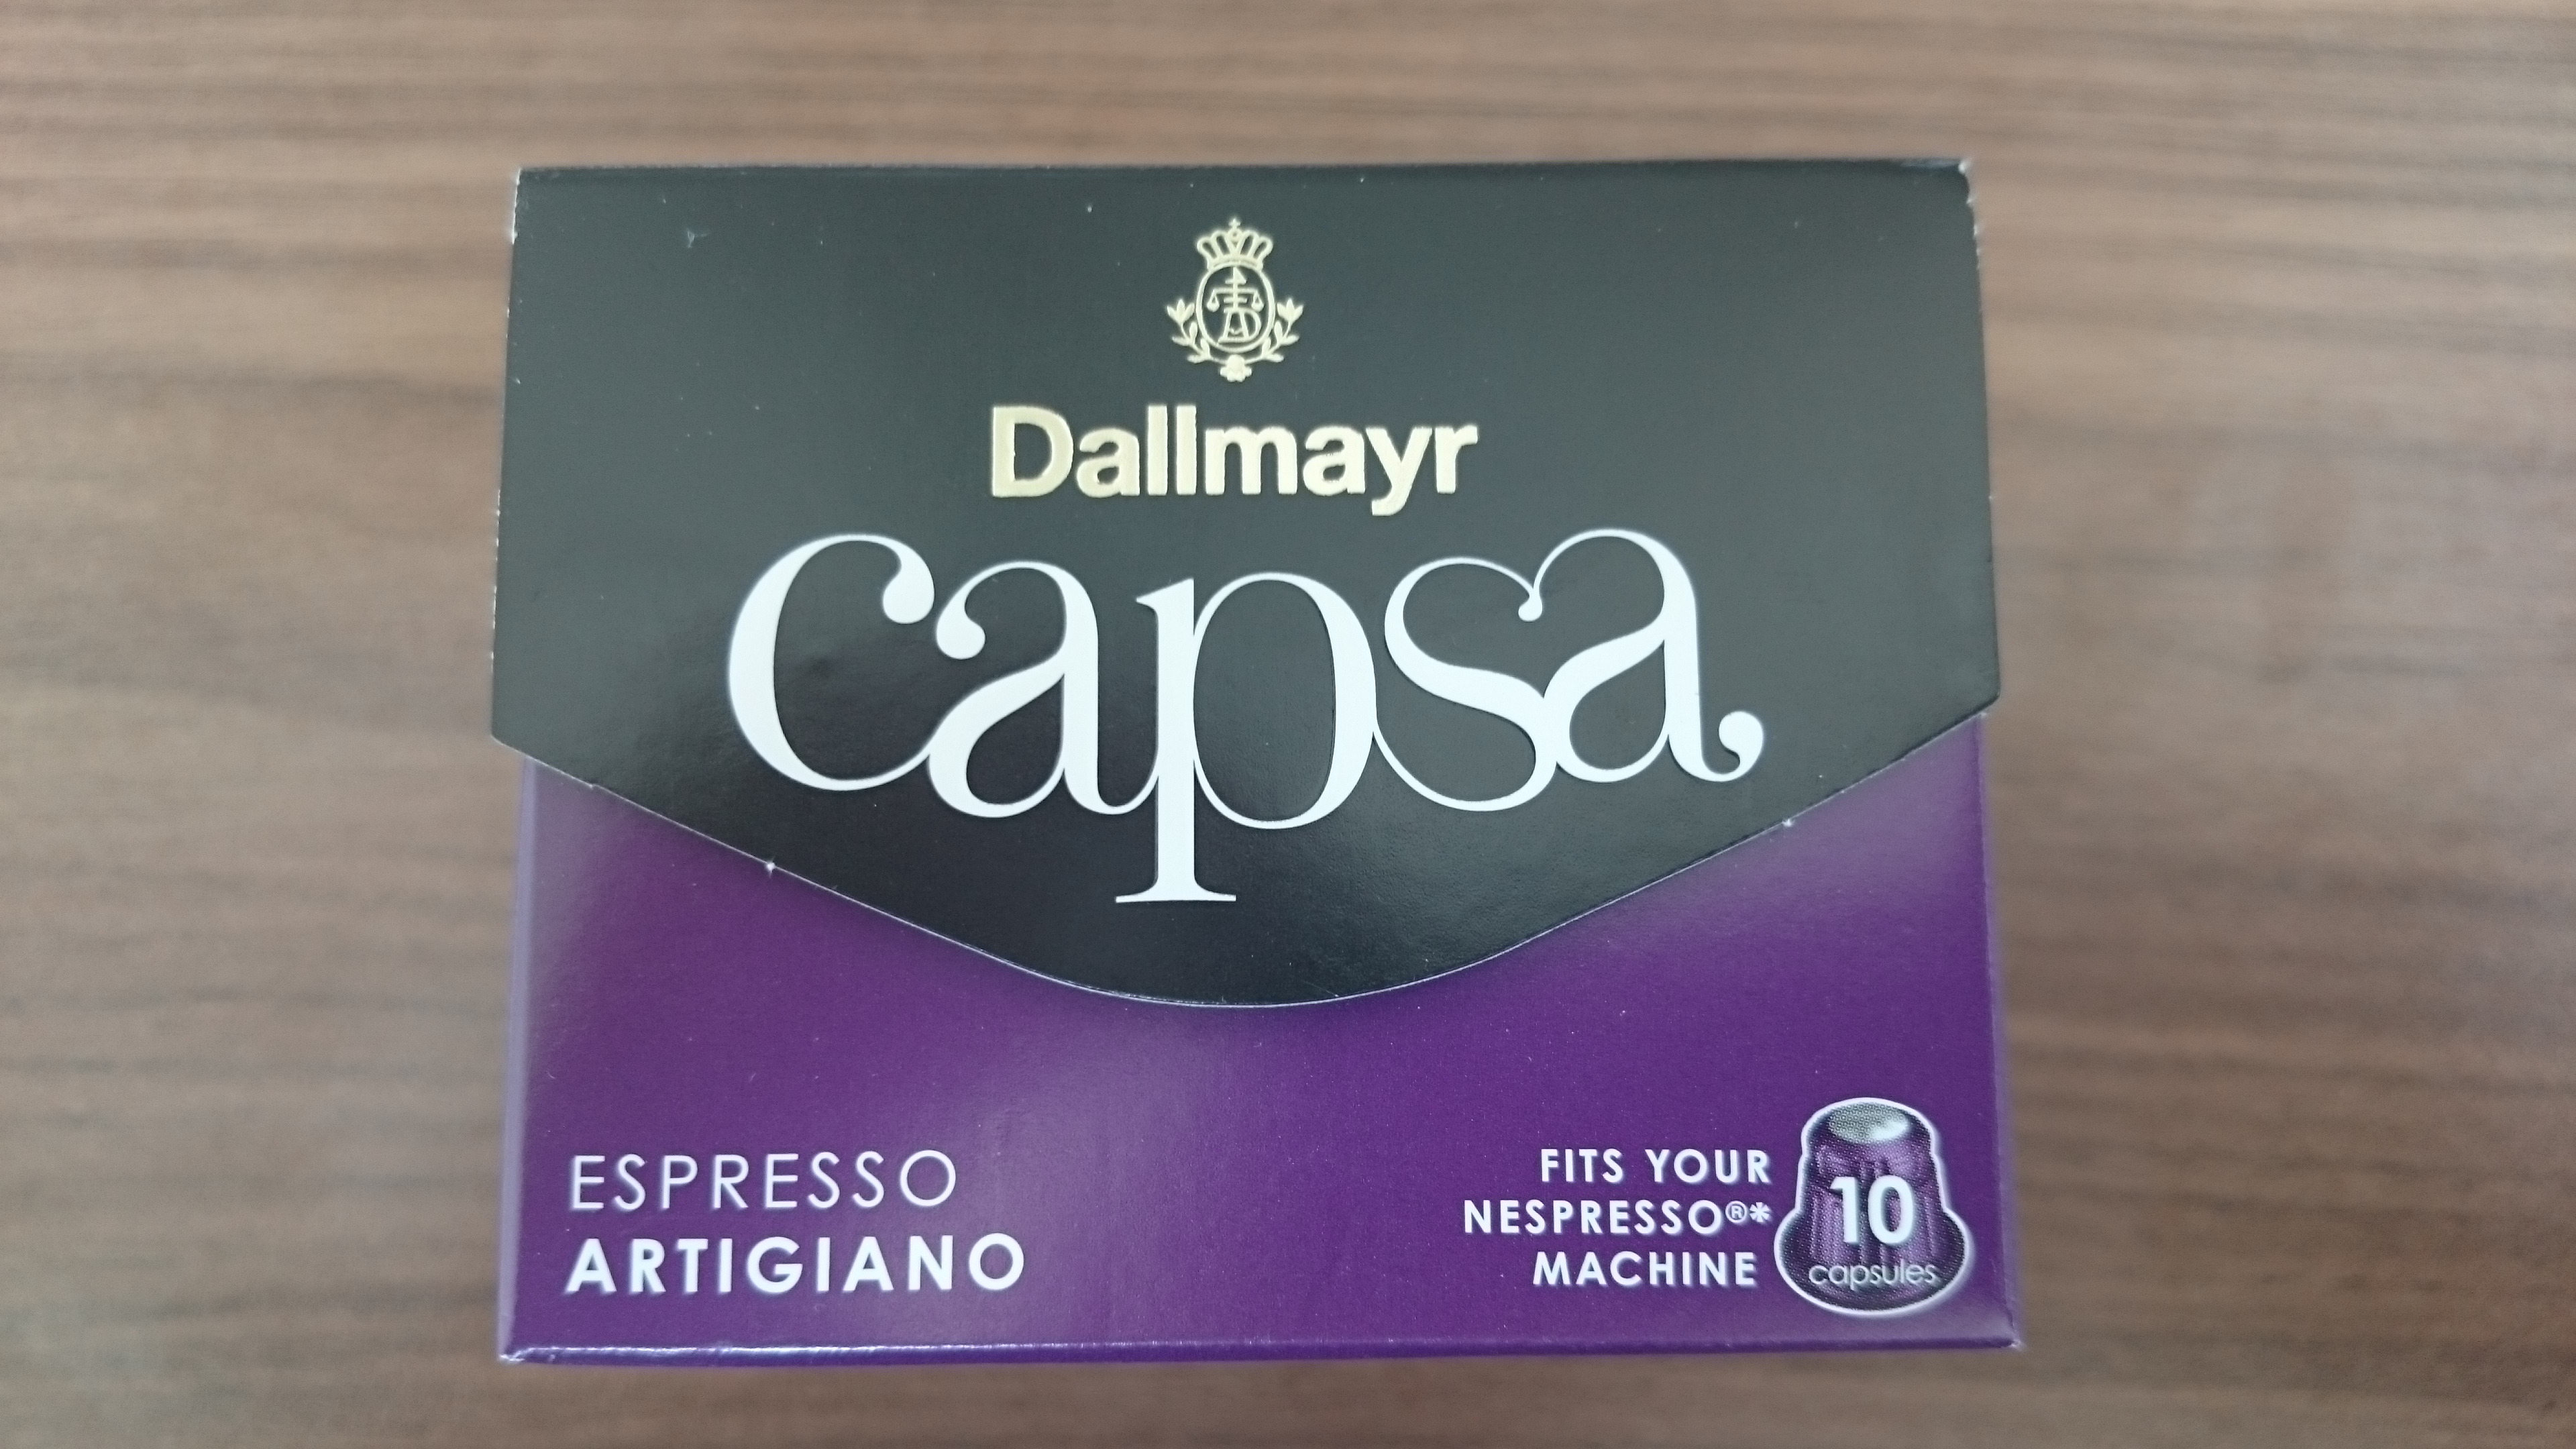 Dallmayr
capsa
ESPRESSO
ARTIGIANO
FITS YOUR
NESPRESSO®*
MACHINE
10
capsules